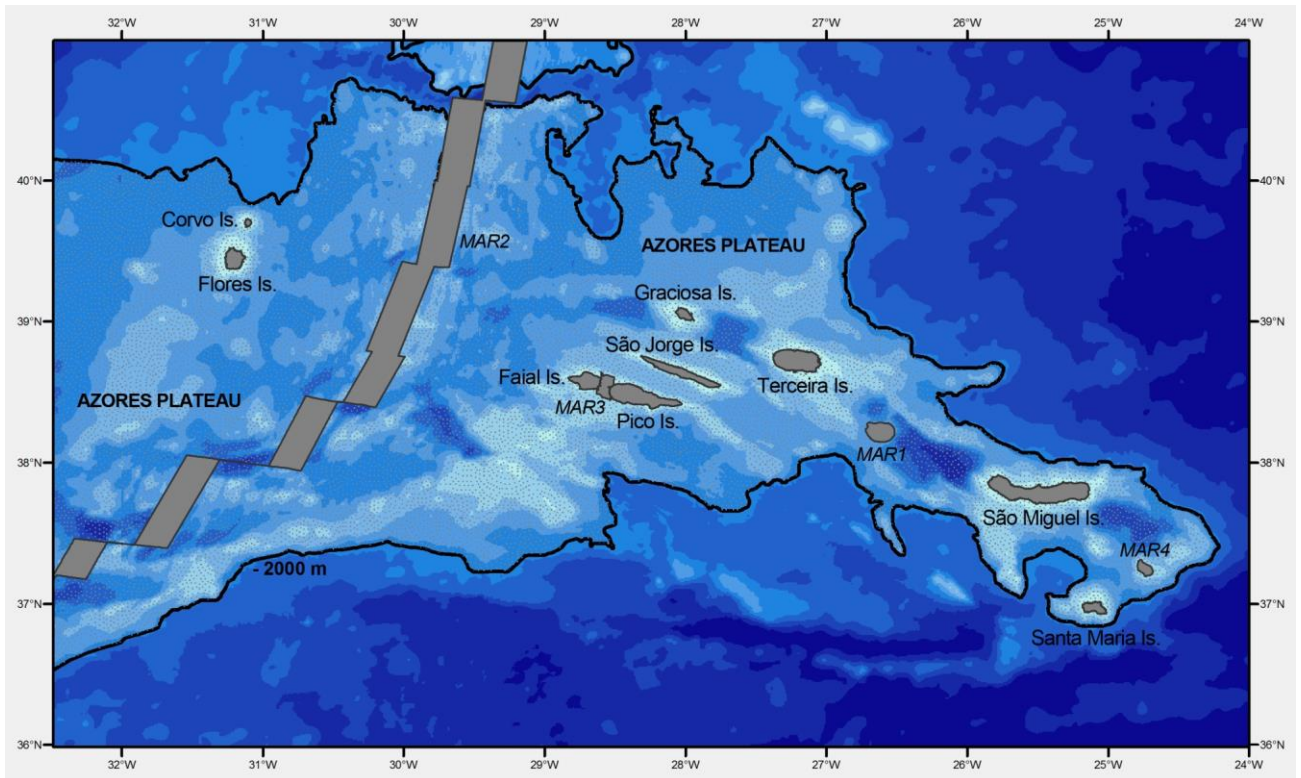 32°W 31°W 30°W 29°W 28°W 27°W 26°W 25°W 24°W
40°N 40°N
Corvo Is.
MAR2
AZORES PLATEAU
Flores Is.
Graciosa Is.
39°N 39°N
São Jorge Is.
Faial Is.
Terceira Is.
AZORES PLATEAU
MAR3
Pico Is.
MAR1
38°N 38°N
São Miguel Is.
MAR4
- 2000 m
37°N 37°N
Santa Maria Is.
36°N 36°N
32°W 31°W 30°W 29°W 28°W 27°W 26°W 25°W 24°W